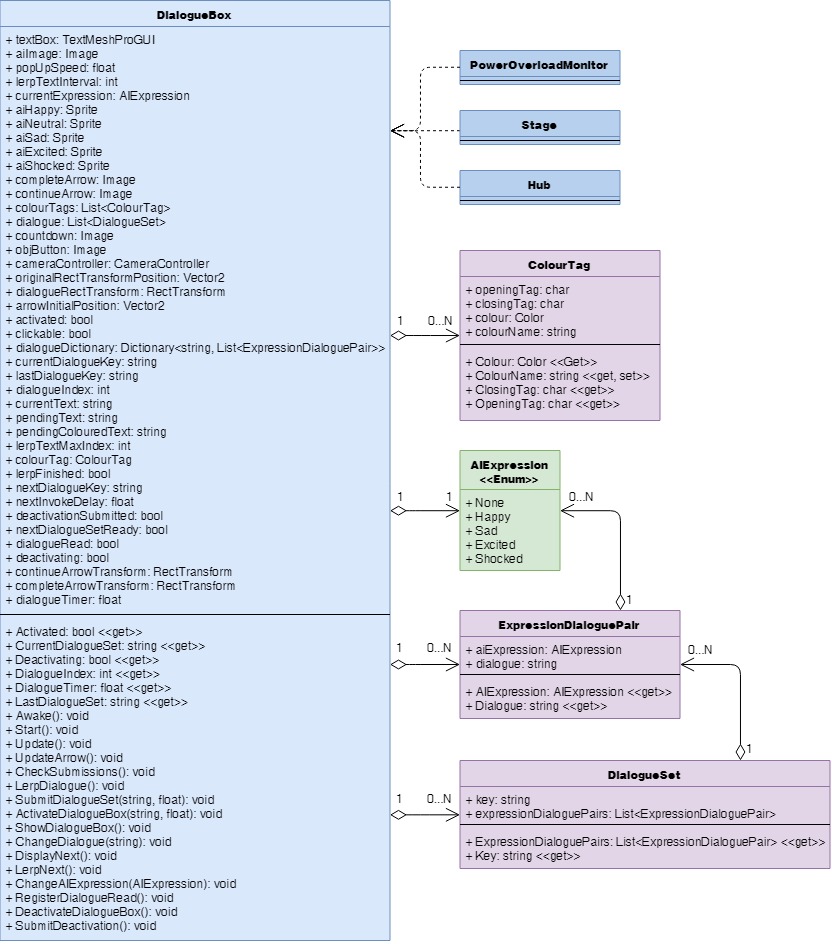 DialogueBox
+ textBox: TextMeshProGUI
+ aiImage: Image
+ popUpSpeed: float
+ lerpTextInterval: int
+ currentExpression: AIExpression
+ aiHappy: Sprite
+ aiNeutral: Sprite
+ aiSad: Sprite
+ aiExcited: Sprite
+ aiShocked: Sprite
+ completeArrow: Image
+ continueArrow: Image
+ colourTags: List<ColourTag>
+ dialogue: List<DialogueSet>
+ countdown: Image
+ objButton: Image
+ cameraController: CameraController
+ originalRectTransformPosition: Vector2
+ dialogueRectTransform: RectTransform
+ arrowInitialPosition: Vector2
+ activated: bool
+ clickable: bool
+ dialogueDictionary: Dictionary<string, List<ExpressionDialoguePair>>
+ currentDialogueKey: string
+ lastDialogueKey: string
+ dialogueIndex: int
+ currentText: string
+ pendingText: string
+ pendingColouredText: string
+ lerpTextMaxIndex: int
+ colourTag: ColourTag
+ lerpFinished: bool
+ nextDialogueKey: string
+ nextInvokeDelay: float
+ deactivationSubmitted: bool
+ nextDialogueSetReady: bool
+ dialogueRead: bool
+ deactivating: bool
+ continueArrowTransform: RectTransform
+ completeArrowTransform: RectTransform
+ dialogueTimer: float
+ Activated: bool <<get>>
+ CurrentDialogueSet: string <<get>>
+ Deactivating: bool <<get>>
+ DialogueIndex: int <<get>>
+ DialogueTimer: float <<get>>
+ LastDialogueSet: string <<get>>
+ Awake(): void
+ Start(): void
+ Update(): void
+ UpdateArrow(): void
+ CheckSubmissions(): void
+ LerpDialogue(): void
+ SubmitDialogueSet(string, float): void
+ ActivateDialogueBox(string, float): void
+ ShowDialogueBox(): void
+ ChangeDialogue(string): void
+ DisplayNext(): void
+ LerpNext(): void
+ ChangeAIExpression(AIExpression): void
+ RegisterDialogueRead(): void
+ DeactivateDialogueBox(): void
+ SubmitDeactivation(): void
PowerOverloadMonitor
Stage
Hub
1 0...N
ColourTag
+ openingTag: char
+ closingTag: char
+ colour: Color
+ colourName: string
+ Colour: Color <<Get>>
+ ColourName: string <<get, set>>
+ ClosingTag: char <<get>>
+ OpeningTag: char <<get>>
1 1
AIExpression
<<Enum>>
+ None
+ Happy
+ Sad
+ Excited
+ Shocked
0...N
1
1 0...N
ExpressionDialoguePair
+ aiExpression: AIExpression
+ dialogue: string
+ AIExpression: AIExpression <<get>>
+ Dialogue: string <<get>>
0...N
1
1 0...N
DialogueSet
+ key: string
+ expressionDialoguePairs: List<ExpressionDialoguePair>
+ ExpressionDialoguePairs: List<ExpressionDialoguePair> <<get>>
+ Key: string <<get>>